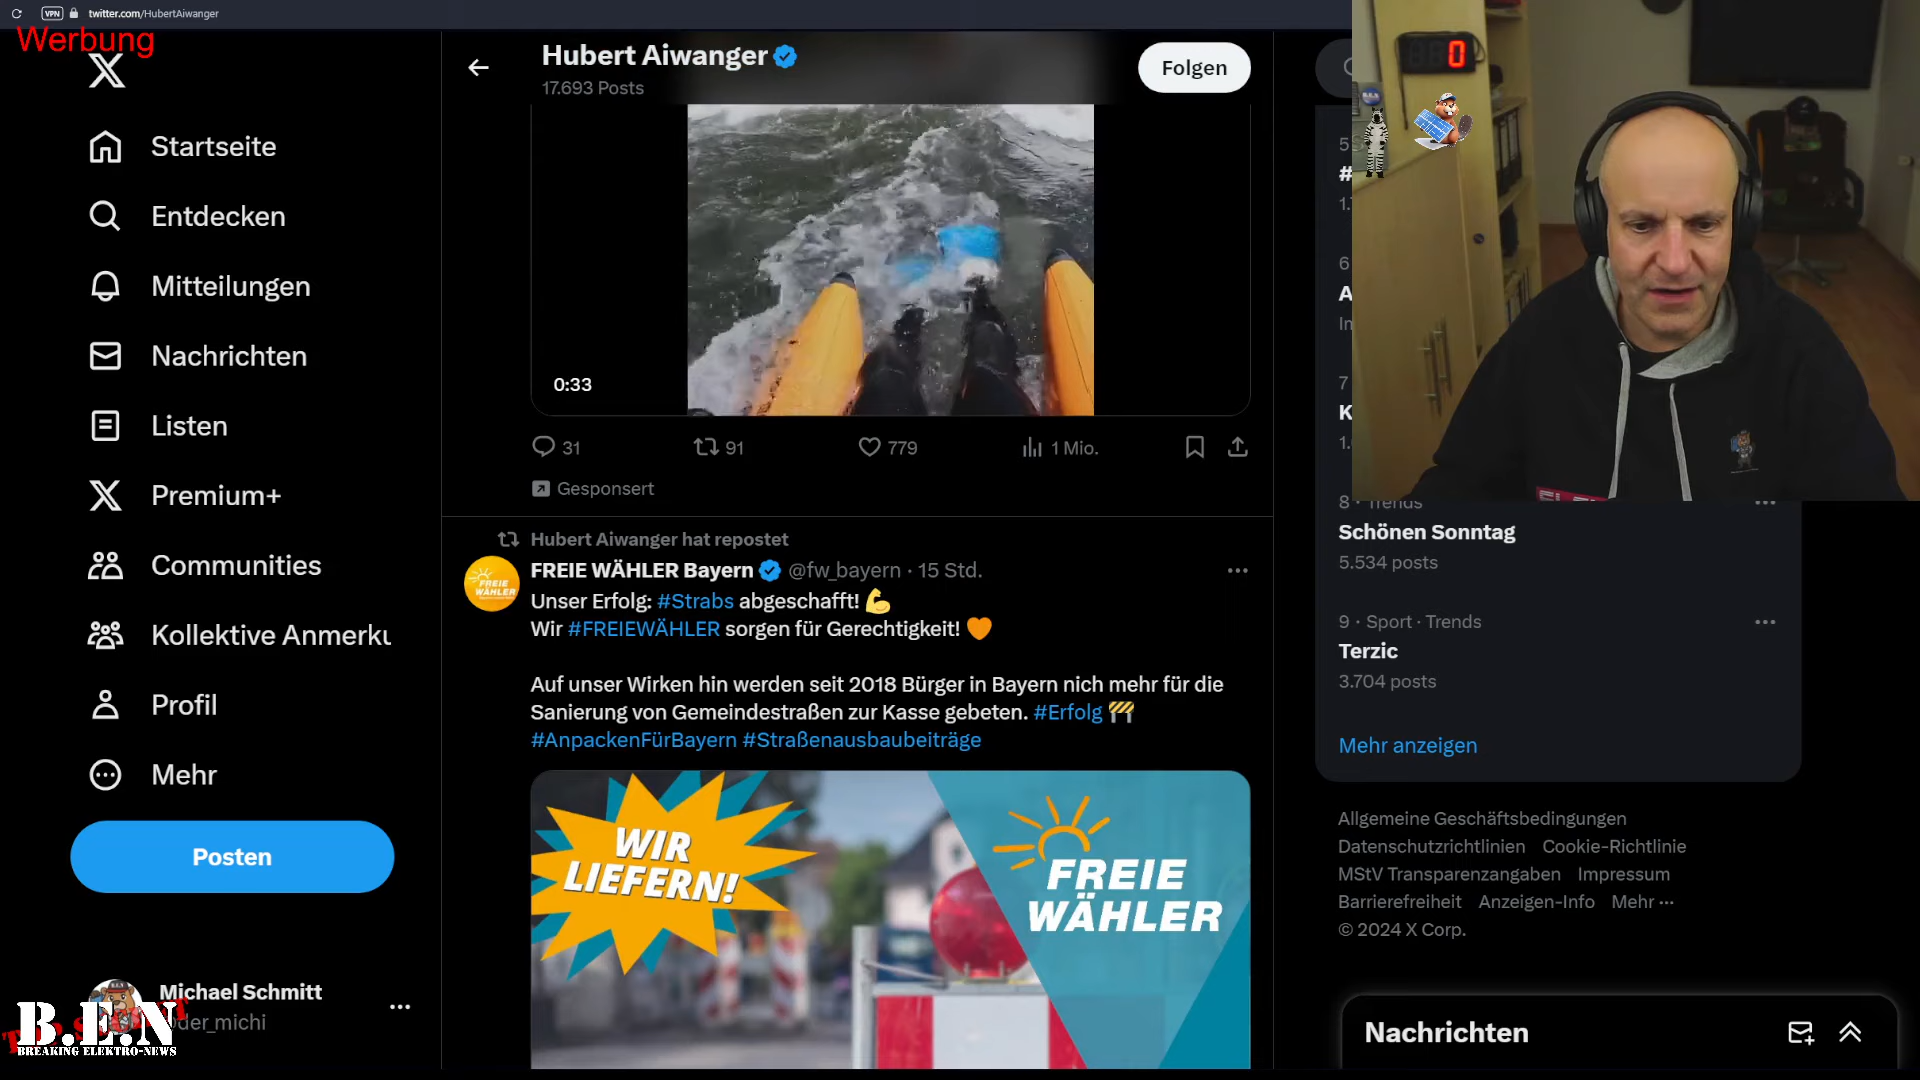 VPN
twitter.com/HubertAiwanger
Werbung
Startseite
Entdecken
Mitteilungen
Nachrichten
Listen
Premium+
Communities
Kollektive Anmerku
Profil
Mehr
Posten
Michael Schmitt
der_michi
B.E.N
BREAKING ELEKTRO-NEWS
Hubert Aiwanger
17.693 Posts
Folgen
0:33
31
91
779
1 Mio.
Gesponsert
Hubert Aiwanger hat repostet
FREIE WÄHLER Bayern @fw_bayern · 15 Std.
Unser Erfolg: #Strabs abgeschafft! 💪
Wir #FREIEWÄHLER sorgen für Gerechtigkeit! 🧡
Auf unser Wirken hin werden seit 2018 Bürger in Bayern nich mehr für die
Sanierung von Gemeindestraßen zur Kasse gebeten. #Erfolg 🚧
#AnpackenFürBayern #Straßenausbaubeiträge
WIR
LIEFERN!
FREIE
WÄHLER
0
5
#
1.
6
A
In
7
K
1.
8 · Trends
Schönen Sonntag
5.534 posts
9 · Sport · Trends
Terzic
3.704 posts
Mehr anzeigen
Allgemeine Geschäftsbedingungen
Datenschutzrichtlinien Cookie-Richtlinie
MStV Transparenzangaben Impressum
Barrierefreiheit Anzeigen-Info Mehr ···
© 2024 X Corp.
Nachrichten